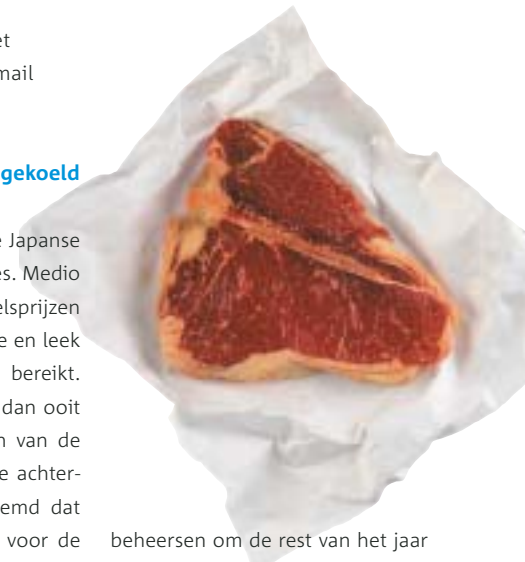 et
mail
gekoeld
e Japanse
es. Medio
elsprijzen
e en leek
bereikt.
dan ooit
n van de
e achter-
emd dat
voor de
beheersen om de rest van het jaar